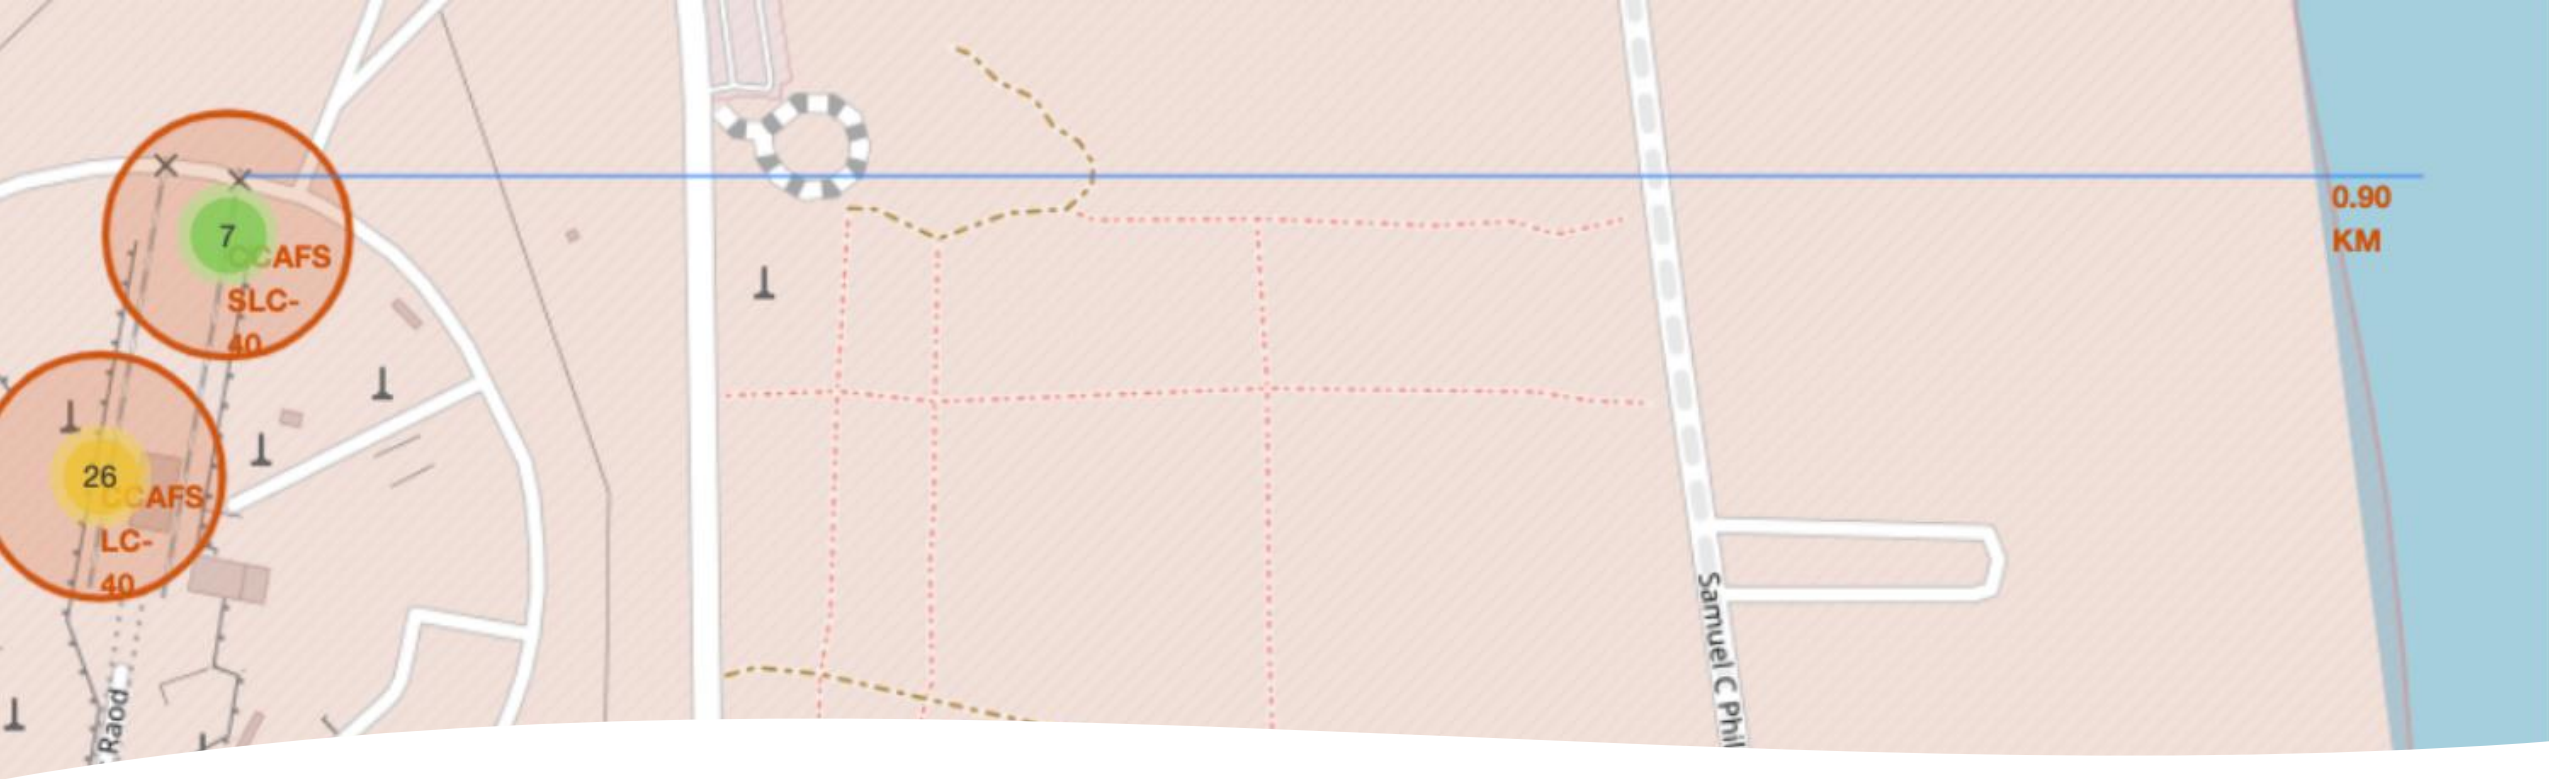 0.90
KM
7
CCAFS
SLC-
40
26
CCAFS
LC-
40
Samuel C Phil
Raod